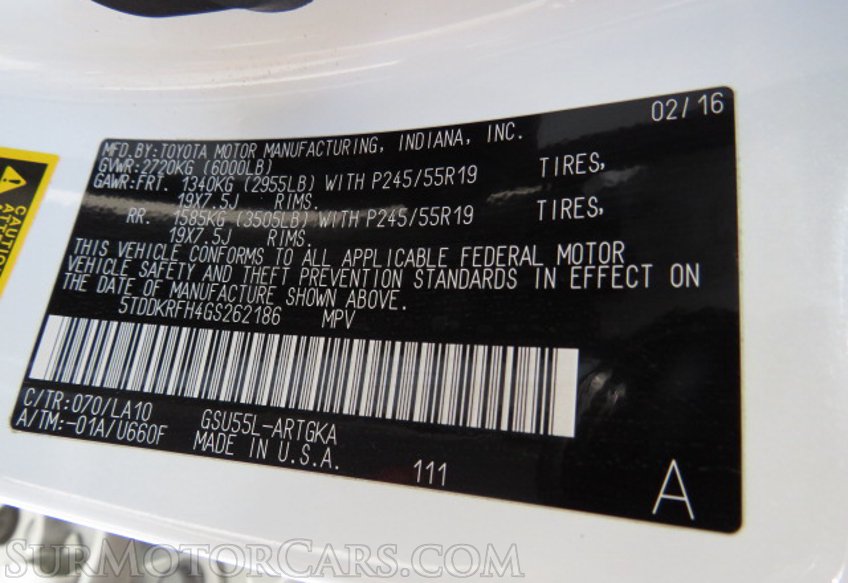 02/16
MFD.BY:TOYOTA MOTOR MANUFACTURING, INDIANA, INC.
GVWR:2720KG (6000LB)
GAWR:FRT. 1340KG (2955LB) WITH P245/55R19 TIRES,
19X7.5J RIMS.
RR. 1585KG (3505LB) WITH P245/55R19 TIRES,
19X7.5J RIMS.
THIS VEHICLE CONFORMS TO ALL APPLICABLE FEDERAL MOTOR
VEHICLE SAFETY AND THEFT PREVENTION STANDARDS IN EFFECT ON
THE DATE OF MANUFACTURE SHOWN ABOVE.
5TDDKRFH4GS262186 MPV
C/TR:070/LA10 GSU55L-ARTGKA
A/TM:-01A/U660F MADE IN U.S.A. 111
A
SurMotorCars.com